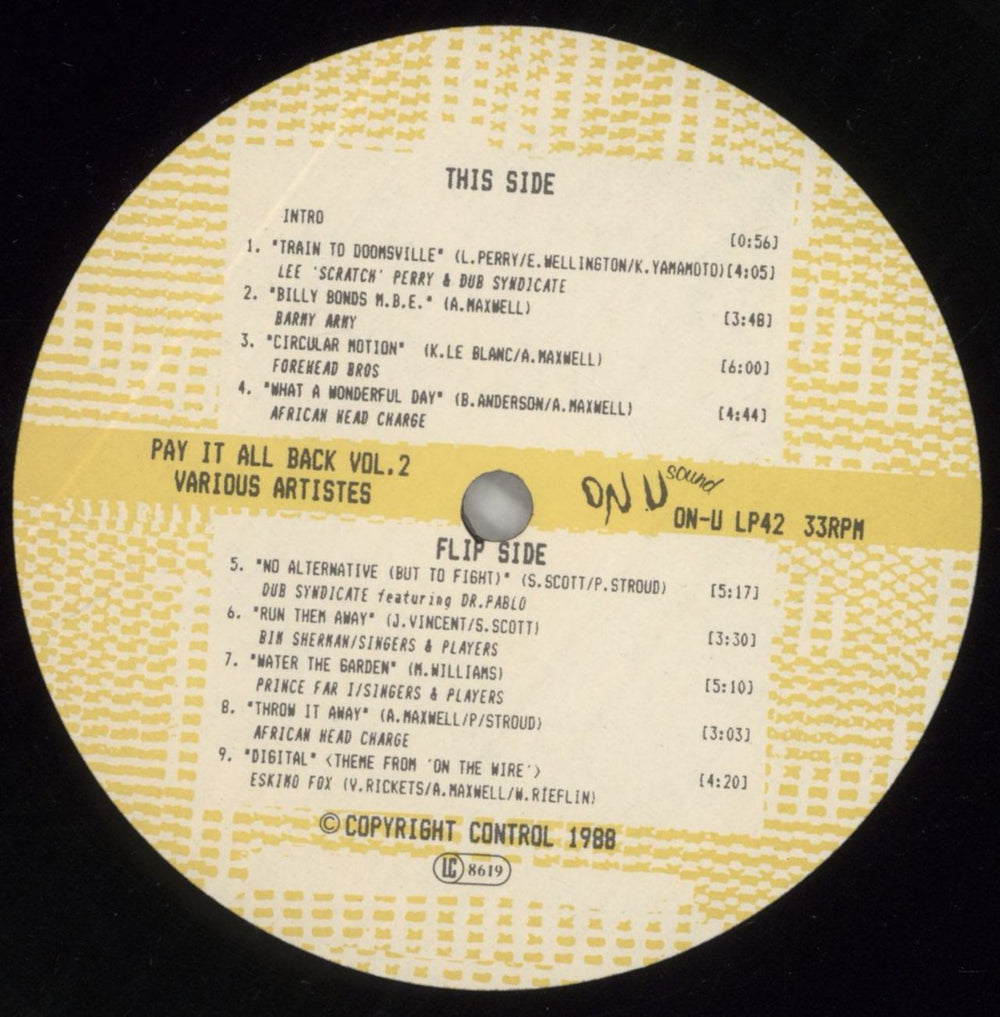 THIS SIDE
INTRO [0:56]
1. "TRAIN TO DOOMSVILLE" (L.PERRY/E.WELLINGTON/K.YAMAMOTO)[4:05]
LEE 'SCRATCH' PERRY & DUB SYNDICATE
2. "BILLY BONDS M.B.E." (A.MAXWELL) [3:48]
BARMY ARMY
3. "CIRCULAR MOTION" (K.LE BLANC/A.MAXWELL) [6:00]
FOREHEAD BROS
4. "WHAT A WONDERFUL DAY" (B.ANDERSON/A.MAXWELL) [4:44]
AFRICAN HEAD CHARGE
PAY IT ALL BACK VOL.2
VARIOUS ARTISTES
ON U sound
ON-U LP42 33RPM
FLIP SIDE
5. "NO ALTERNATIVE (BUT TO FIGHT)" (S.SCOTT/P.STROUD) [5:17]
DUB SYNDICATE featuring DR.PABLO
6. "RUN THEM AWAY" (J.VINCENT/S.SCOTT) [3:30]
BIM SHERMAN/SINGERS & PLAYERS
7. "WATER THE GARDEN" (M.WILLIAMS) [5:10]
PRINCE FAR I/SINGERS & PLAYERS
8. "THROW IT AWAY" (A.MAXWELL/P/STROUD) [3:03]
AFRICAN HEAD CHARGE
9. "DIGITAL" <THEME FROM 'ON THE WIRE'> [4:20]
ESKIMO FOX (Y.RICKETS/A.MAXWELL/W.RIEFLIN)
© COPYRIGHT CONTROL 1988
LC 8619